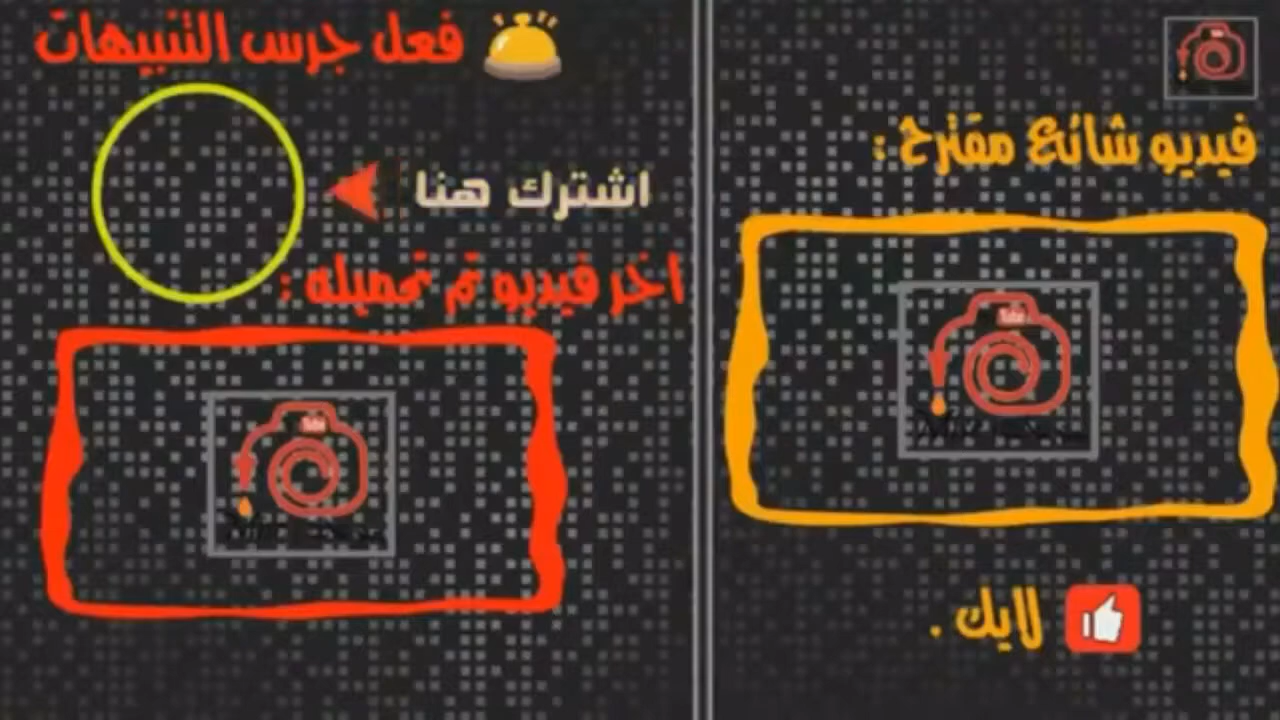 فعل جرس التنبيهات
اشترك هنا
اخر فيديو تم تحميله :
فيديو شائع مقترح :
لايك .